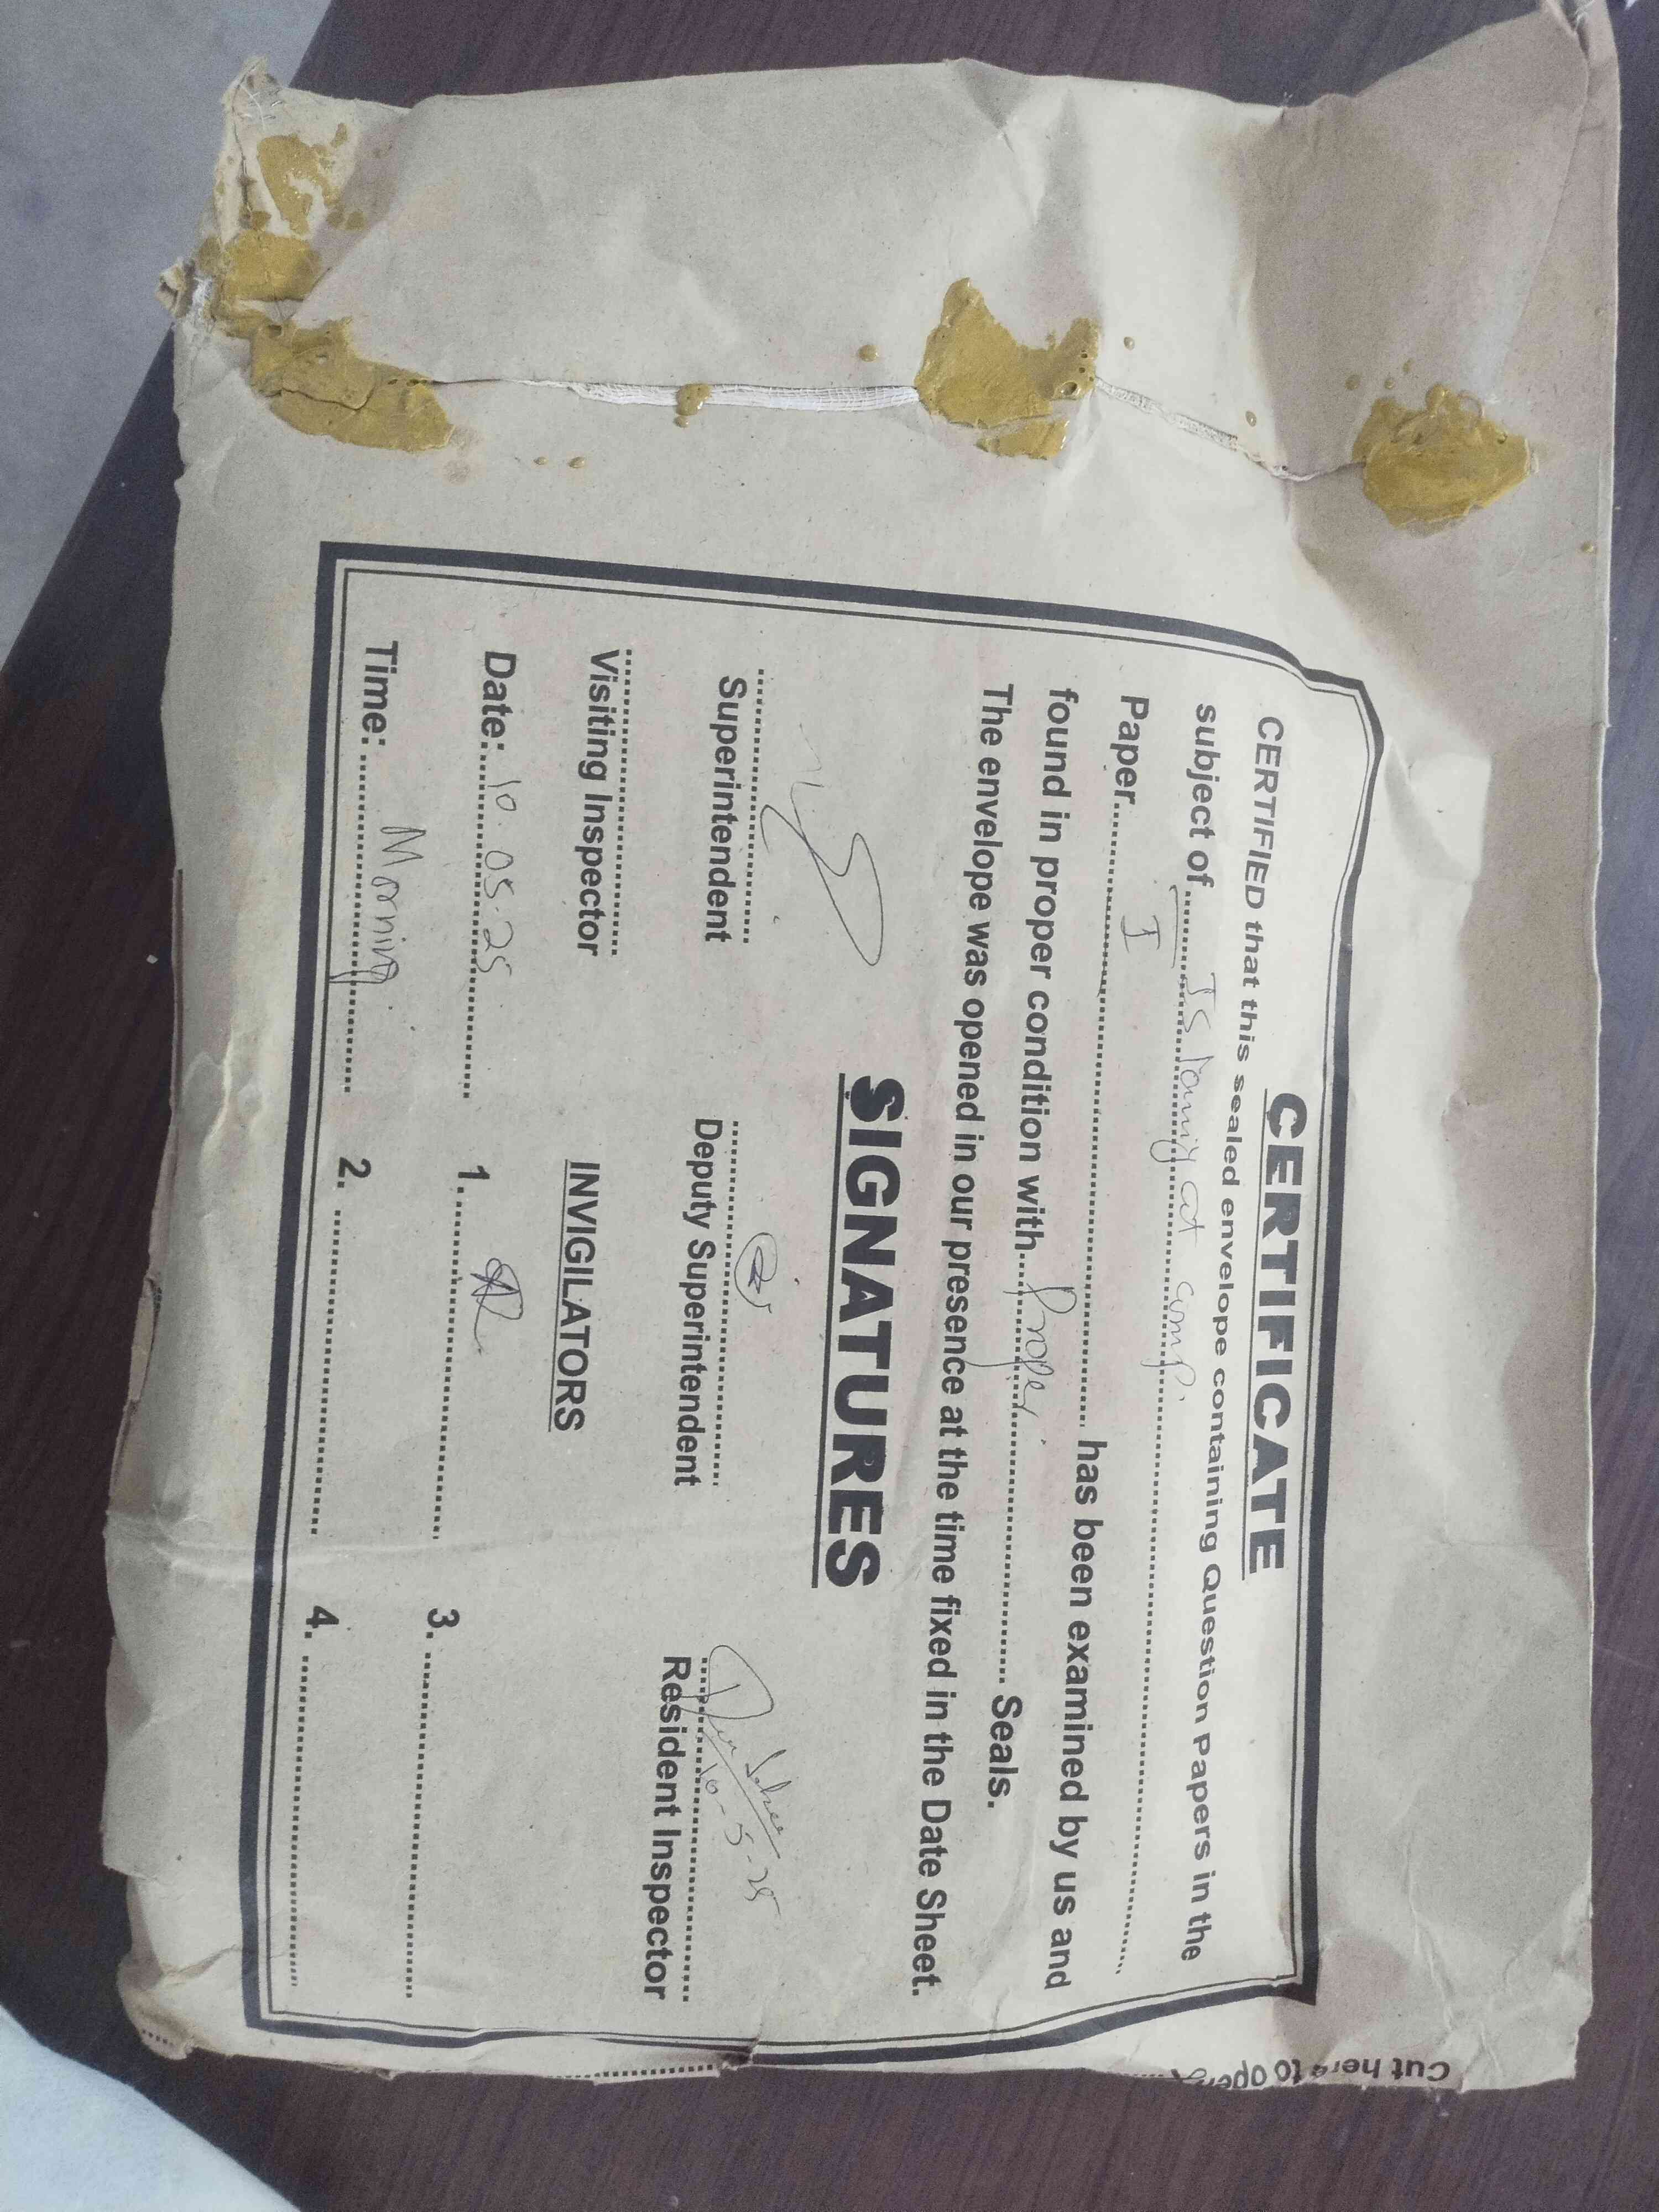 CERTIFICATE
CERTIFIED that this sealed envelope containing Question Papers in the
subject of.......... Islamiyat comp.
Paper.......... I .......... has been examined by us and
found in proper condition with.......... Proper .......... Seals.
The envelope was opened in our presence at the time fixed in the Date Sheet.
SIGNATURES
10-5-25
Superintendent Deputy Superintendent Resident Inspector
Visiting Inspector INVIGILATORS
Date:.......... 10.05.25 .......... 1. .......... 3. ..........
Time:.......... Morning .......... 2. .......... 4. ..........
Cut here to open